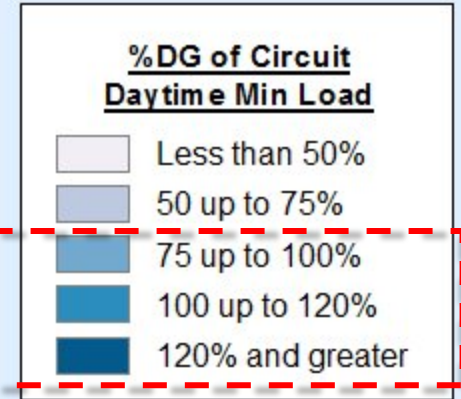 %DG of Circuit
Daytime Min Load
Less than 50%
50 up to 75%
75 up to 100%
100 up to 120%
120% and greater